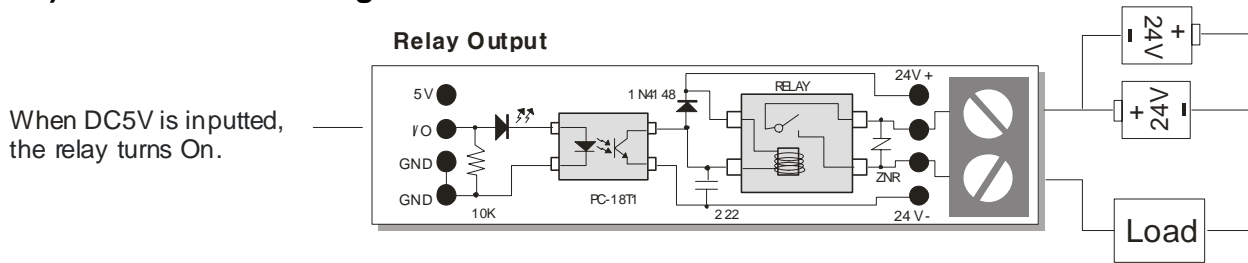 Relay Output
When DC5V is inputted,
the relay turns On.
5V
I/O
GND
GND
10K
PC-18T1
1N4148
RELAY
222
24V+
ZNR
24V-
- 24V +
+ 24V -
Load